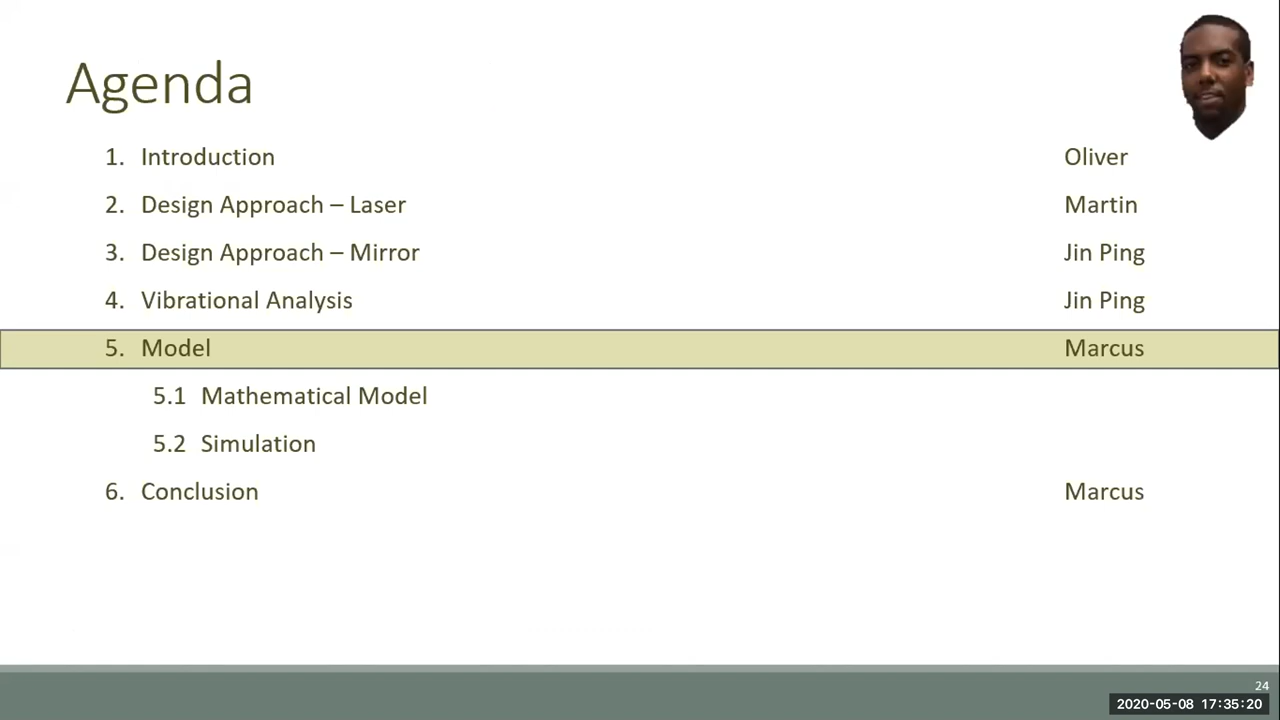 Agenda
1. Introduction Oliver
2. Design Approach – Laser Martin
3. Design Approach – Mirror Jin Ping
4. Vibrational Analysis Jin Ping
5. Model Marcus
5.1 Mathematical Model
5.2 Simulation
6. Conclusion Marcus
24
2020-05-08 17:35:20